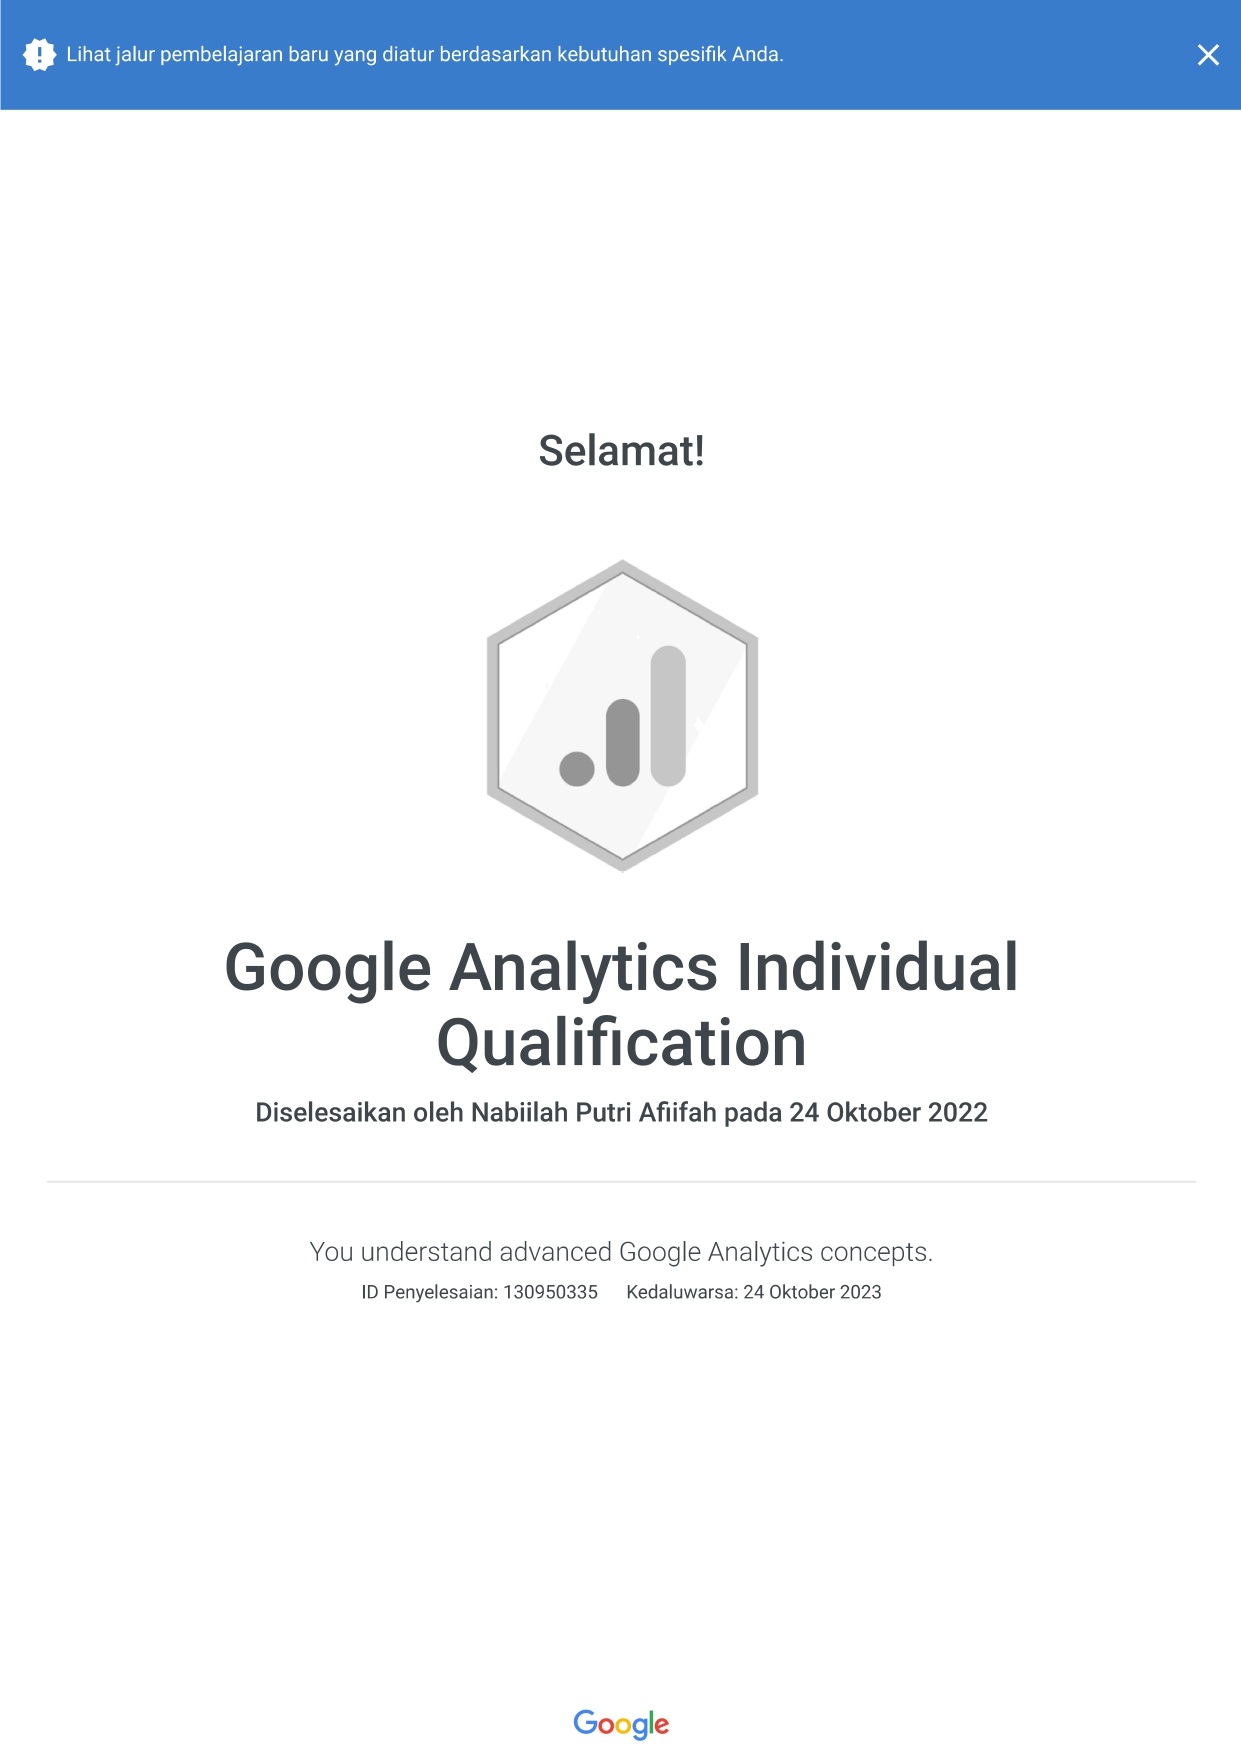 Lihat jalur pembelajaran baru yang diatur berdasarkan kebutuhan spesifik Anda.
Selamat!
Google Analytics Individual
Qualification
Diselesaikan oleh Nabiilah Putri Afiifah pada 24 Oktober 2022
You understand advanced Google Analytics concepts.
ID Penyelesaian: 130950335 Kedaluwarsa: 24 Oktober 2023
Google